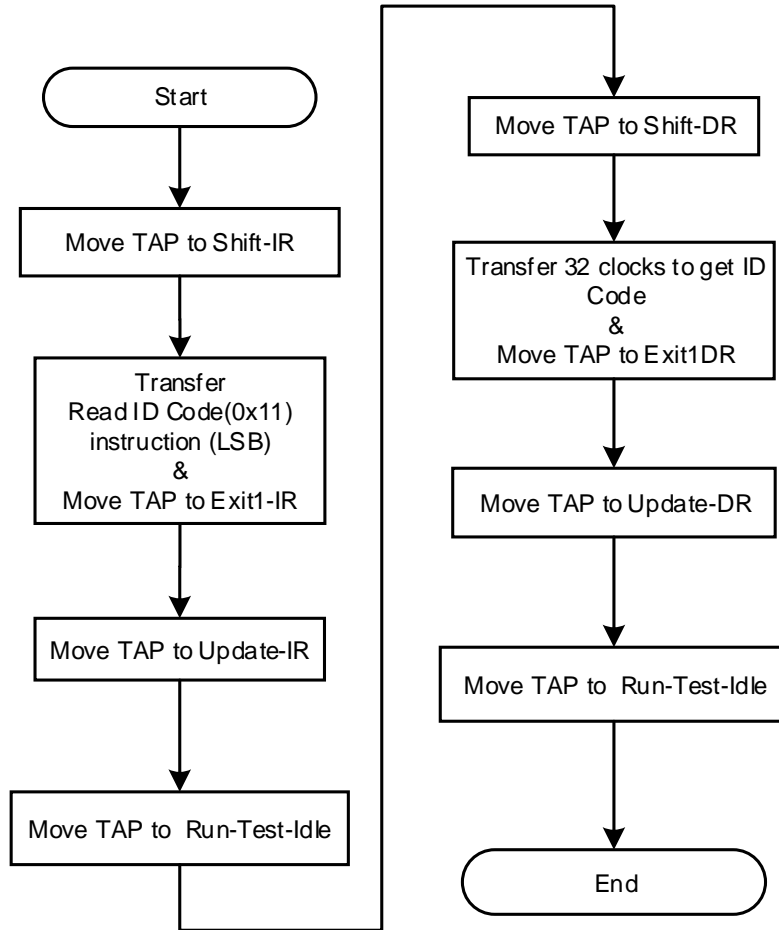 Start
Move TAP to Shift-IR
Transfer
Read ID Code(0x11)
instruction (LSB)
&
Move TAP to Exit1-IR
Move TAP to Update-IR
Move TAP to Run-Test-Idle
Move TAP to Shift-DR
Transfer 32 clocks to get ID
Code
&
Move TAP to Exit1DR
Move TAP to Update-DR
Move TAP to Run-Test-Idle
End